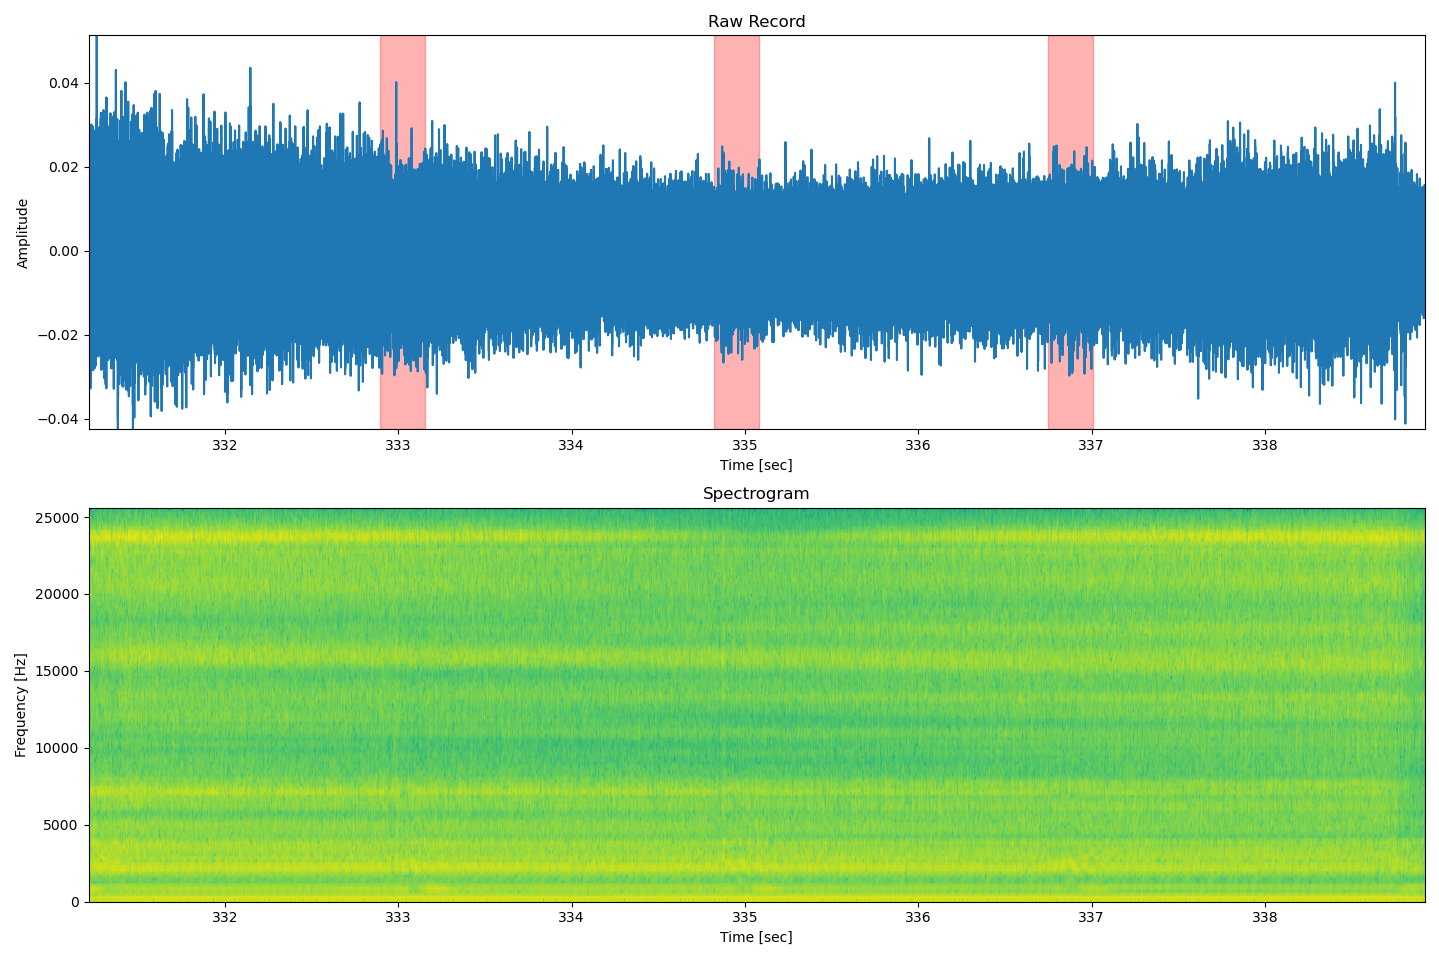 Raw Record
0.04
0.02
0.00
−0.02
−0.04
Amplitude
332 333 334 335 336 337 338
Time [sec]
Spectrogram
25000
20000
15000
10000
5000
0
Frequency [Hz]
332 333 334 335 336 337 338
Time [sec]